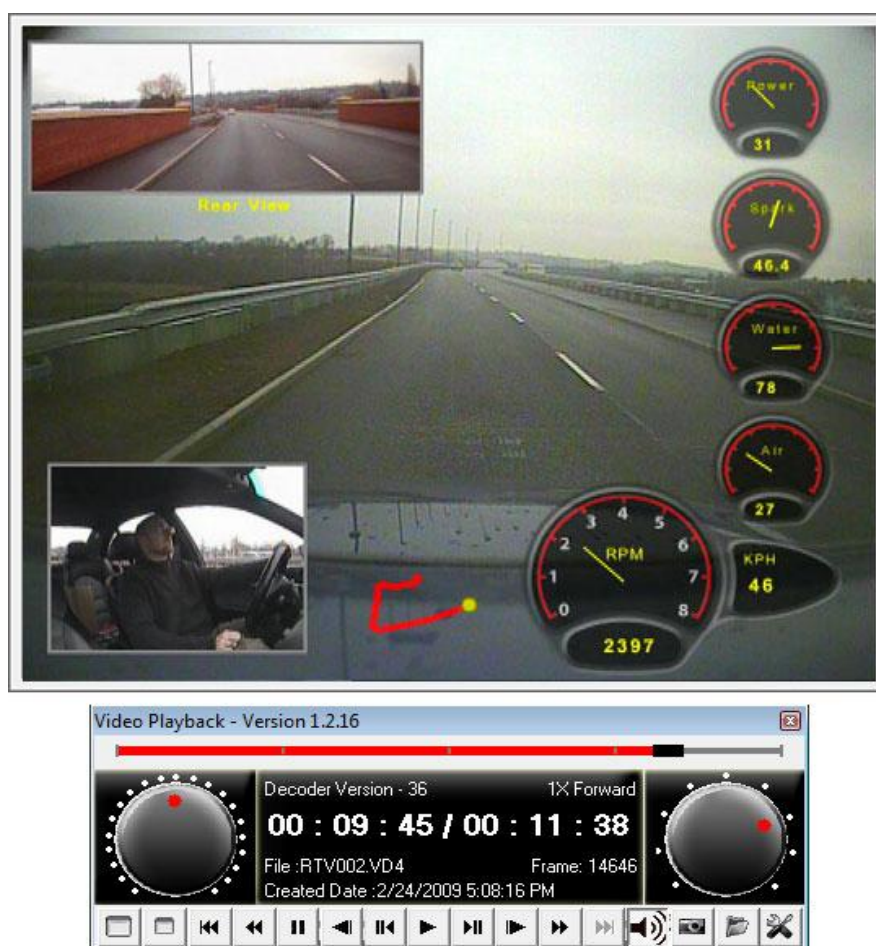 Rear View
Power
31
Spark
46.4
Water
78
Air
27
0 1 2 3 4 5 6 7 8
RPM
2397
KPH
46
Video Playback - Version 1.2.16
Decoder Version - 36 1X Forward
00 : 09 : 45 / 00 : 11 : 38
File :RTV002.VD4 Frame: 14646
Created Date :2/24/2009 5:08:16 PM